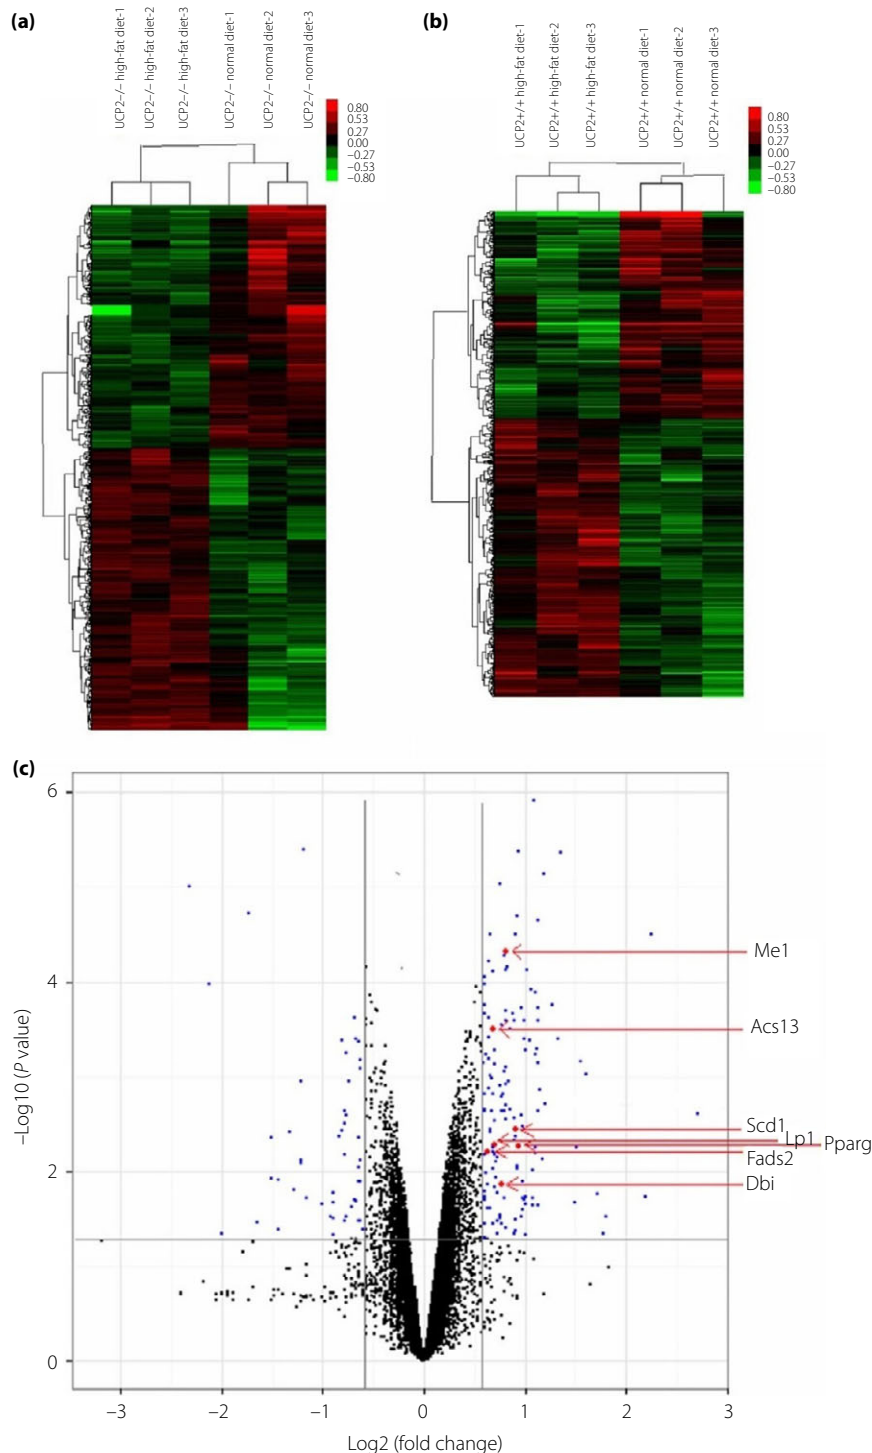 (a)
UCP2–/– high-fat diet-1
UCP2–/– high-fat diet-2
UCP2–/– high-fat diet-3
UCP2–/– normal diet-1
UCP2–/– normal diet-2
UCP2–/– normal diet-3
0.80
0.53
0.27
0.00
–0.27
–0.53
–0.80
(b)
UCP2+/+ high-fat diet-1
UCP2+/+ high-fat diet-2
UCP2+/+ high-fat diet-3
UCP2+/+ normal diet-1
UCP2+/+ normal diet-2
UCP2+/+ normal diet-3
0.80
0.53
0.27
0.00
–0.27
–0.53
–0.80
(c)
6
4
2
0
–Log10 (P value)
Me1
Acs13
Scd1
Lp1
Pparg
Fads2
Dbi
–3
–2
–1
0
1
2
3
Log2 (fold change)